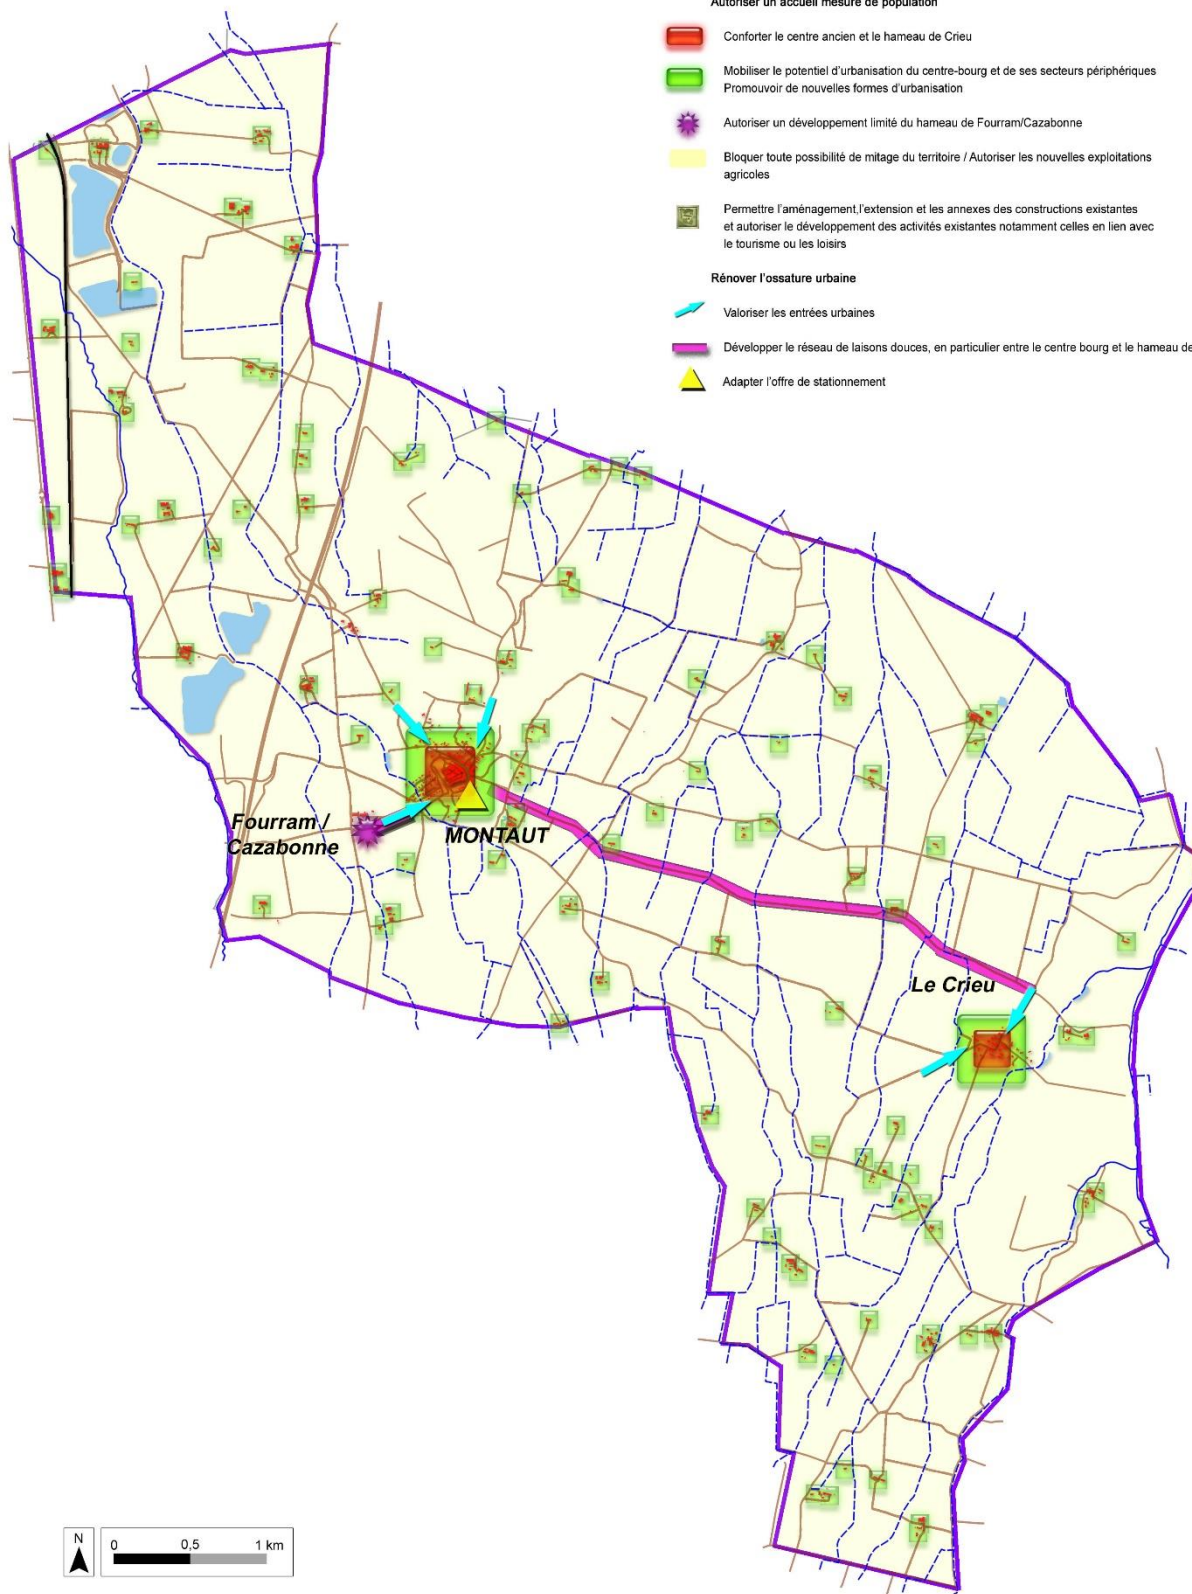 Autoriser un accueil mesuré de population
Conforter le centre ancien et le hameau de Crieu
Mobiliser le potentiel d'urbanisation du centre-bourg et de ses secteurs périphériques
Promouvoir de nouvelles formes d'urbanisation
Autoriser un développement limité du hameau de Fourram/Cazabonne
Bloquer toute possibilité de mitage du territoire / Autoriser les nouvelles exploitations
agricoles
Permettre l'aménagement,l'extension et les annexes des constructions existantes
et autoriser le développement des activités existantes notamment celles en lien avec
le tourisme ou les loisirs
Rénover l'ossature urbaine
Valoriser les entrées urbaines
Développer le réseau de laisons douces, en particulier entre le centre bourg et le hameau de
Adapter l'offre de stationnement
Fourram /
Cazabonne
MONTAUT
Le Crieu
N
0 0,5 1 km